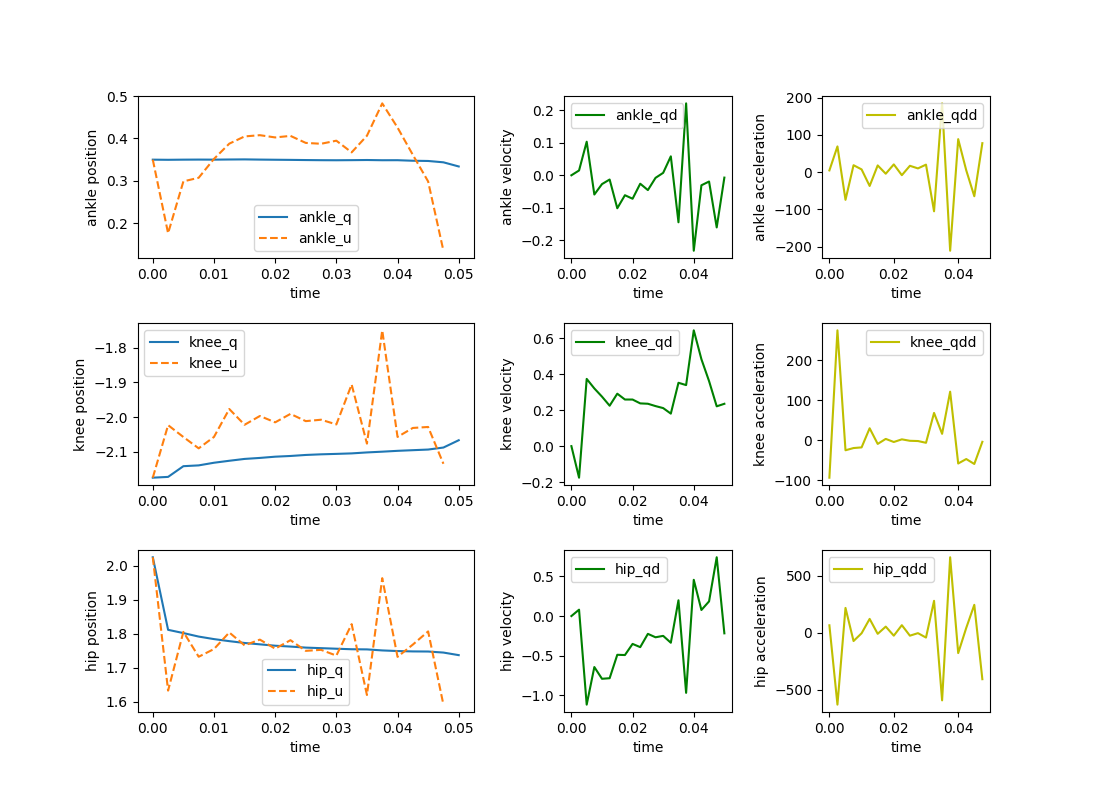 ankle position
0.5
0.4
0.3
0.2
ankle_q
ankle_u
0.00 0.01 0.02 0.03 0.04 0.05
time
ankle velocity
0.2
0.1
0.0
−0.1
−0.2
ankle_qd
0.00 0.02 0.04
time
ankle acceleration
200
100
0
−100
−200
ankle_qdd
0.00 0.02 0.04
time
knee position
−1.8
−1.9
−2.0
−2.1
knee_q
knee_u
0.00 0.01 0.02 0.03 0.04 0.05
time
knee velocity
0.6
0.4
0.2
0.0
−0.2
knee_qd
0.00 0.02 0.04
time
knee acceleration
200
100
0
−100
knee_qdd
0.00 0.02 0.04
time
hip position
2.0
1.9
1.8
1.7
1.6
hip_q
hip_u
0.00 0.01 0.02 0.03 0.04 0.05
time
hip velocity
0.5
0.0
−0.5
−1.0
hip_qd
0.00 0.02 0.04
time
hip acceleration
500
0
−500
hip_qdd
0.00 0.02 0.04
time